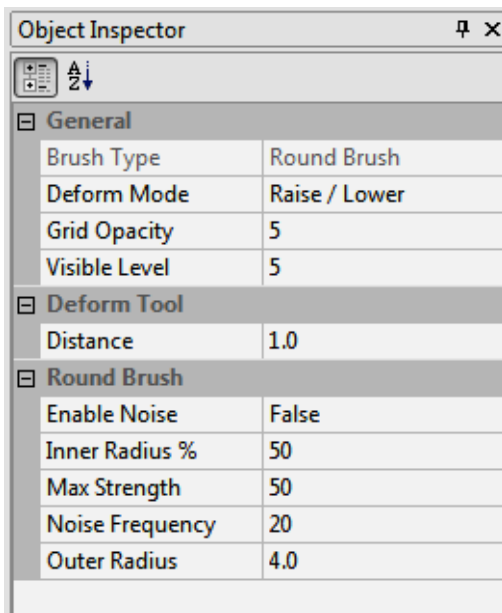 Object Inspector
A
Z
General
Brush Type Round Brush
Deform Mode Raise / Lower
Grid Opacity 5
Visible Level 5
Deform Tool
Distance 1.0
Round Brush
Enable Noise False
Inner Radius % 50
Max Strength 50
Noise Frequency 20
Outer Radius 4.0